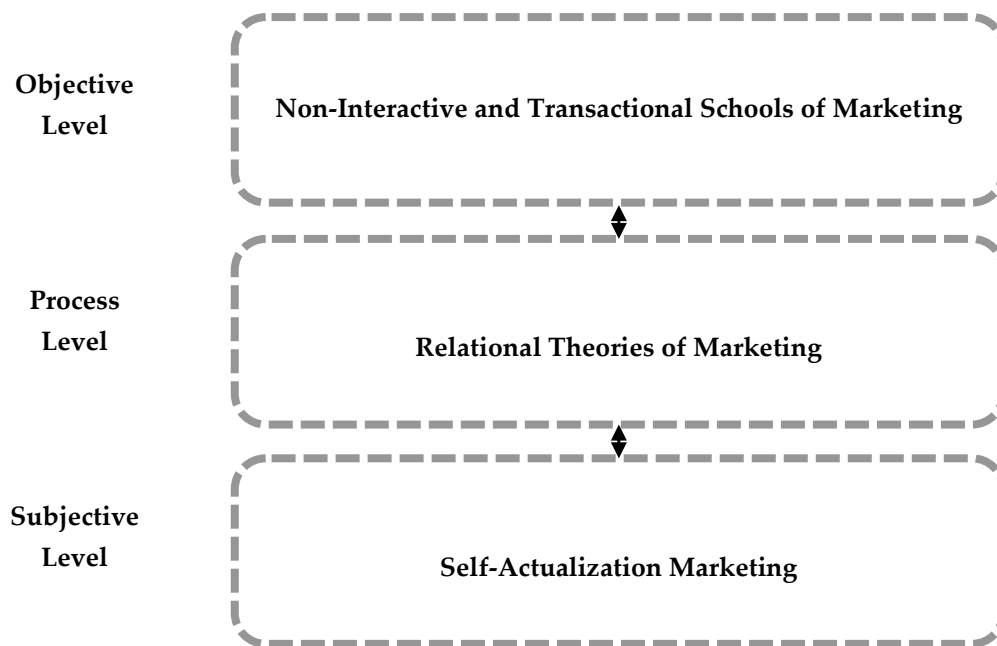 Objective
Level
Non-Interactive and Transactional Schools of Marketing
Process
Level
Relational Theories of Marketing
Subjective
Level
Self-Actualization Marketing